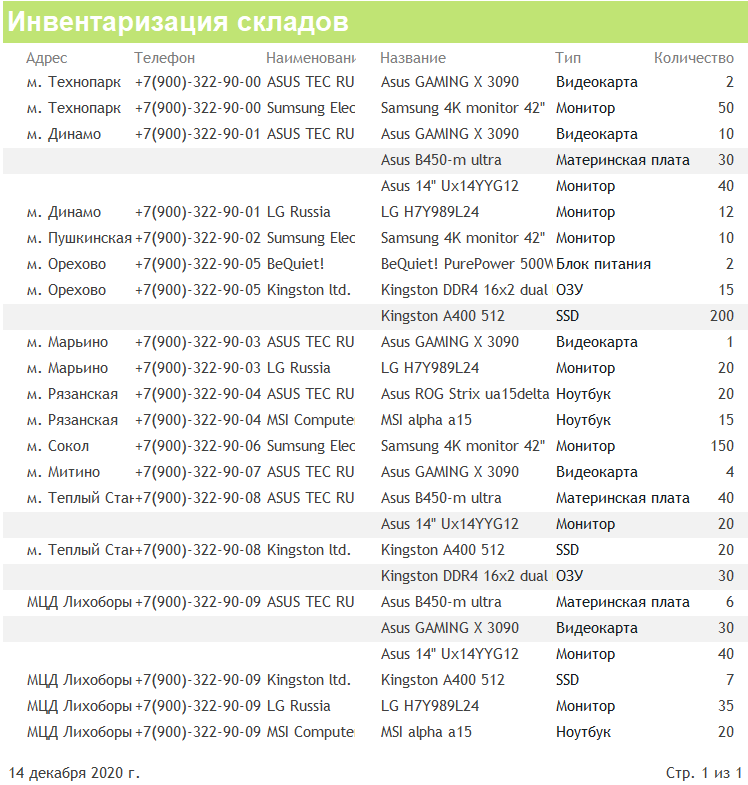 Инвентаризация складов
Адрес Телефон Наименовани Название Тип Количество
м. Технопарк +7(900)-322-90-00 ASUS TEC RU Asus GAMING X 3090 Видеокарта 2
м. Технопарк +7(900)-322-90-00 Sumsung Elec Samsung 4K monitor 42" Монитор 50
м. Динамо +7(900)-322-90-01 ASUS TEC RU Asus GAMING X 3090 Видеокарта 10
Asus B450-m ultra Материнская плата 30
Asus 14" Ux14YYG12 Монитор 40
м. Динамо +7(900)-322-90-01 LG Russia LG H7Y989L24 Монитор 12
м. Пушкинская +7(900)-322-90-02 Sumsung Elec Samsung 4K monitor 42" Монитор 10
м. Орехово +7(900)-322-90-05 BeQuiet! BeQuiet! PurePower 500W Блок питания 2
м. Орехово +7(900)-322-90-05 Kingston ltd. Kingston DDR4 16x2 dual ОЗУ 15
Kingston A400 512 SSD 200
м. Марьино +7(900)-322-90-03 ASUS TEC RU Asus GAMING X 3090 Видеокарта 1
м. Марьино +7(900)-322-90-03 LG Russia LG H7Y989L24 Монитор 20
м. Рязанская +7(900)-322-90-04 ASUS TEC RU Asus ROG Strix ua15delta Ноутбук 20
м. Рязанская +7(900)-322-90-04 MSI Compute Msi alpha a15 Ноутбук 15
м. Сокол +7(900)-322-90-06 Sumsung Elec Samsung 4K monitor 42" Монитор 150
м. Митино +7(900)-322-90-07 ASUS TEC RU Asus GAMING X 3090 Видеокарта 4
м. Теплый Стан +7(900)-322-90-08 ASUS TEC RU Asus B450-m ultra Материнская плата 40
Asus 14" Ux14YYG12 Монитор 20
м. Теплый Стан +7(900)-322-90-08 Kingston ltd. Kingston A400 512 SSD 20
Kingston DDR4 16x2 dual ОЗУ 30
МЦД Лихоборы +7(900)-322-90-09 ASUS TEC RU Asus B450-m ultra Материнская плата 6
Asus GAMING X 3090 Видеокарта 30
Asus 14" Ux14YYG12 Монитор 40
МЦД Лихоборы +7(900)-322-90-09 Kingston ltd. Kingston A400 512 SSD 7
МЦД Лихоборы +7(900)-322-90-09 LG Russia LG H7Y989L24 Монитор 35
МЦД Лихоборы +7(900)-322-90-09 MSI Compute MSI alpha a15 Ноутбук 20
14 декабря 2020 г. Стр. 1 из 1